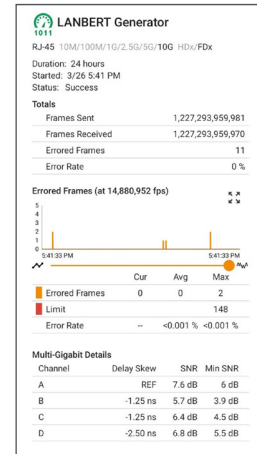 LANBERT Generator
1011
RJ-45 10M/100M/1G/2.5G/5G/10G HDx/FDx
Duration: 24 hours
Started: 3/26 5:41 PM
Status: Success
Totals
Frames Sent 1,227,293,959,981
Frames Received 1,227,293,959,970
Errored Frames 11
Error Rate 0 %
Errored Frames (at 14,880,952 fps)
5
4
3
2
1
0
5:41:33 PM 5:41:33 PM
Cur Avg Max
Errored Frames 0 0 2
Limit 148
Error Rate -- <0.001 % <0.001 %
Multi-Gigabit Details
Channel Delay Skew SNR Min SNR
A REF 7.6 dB 6 dB
B -1.25 ns 5.7 dB 3.9 dB
C -1.25 ns 6.4 dB 4.5 dB
D -2.50 ns 6.8 dB 5.5 dB